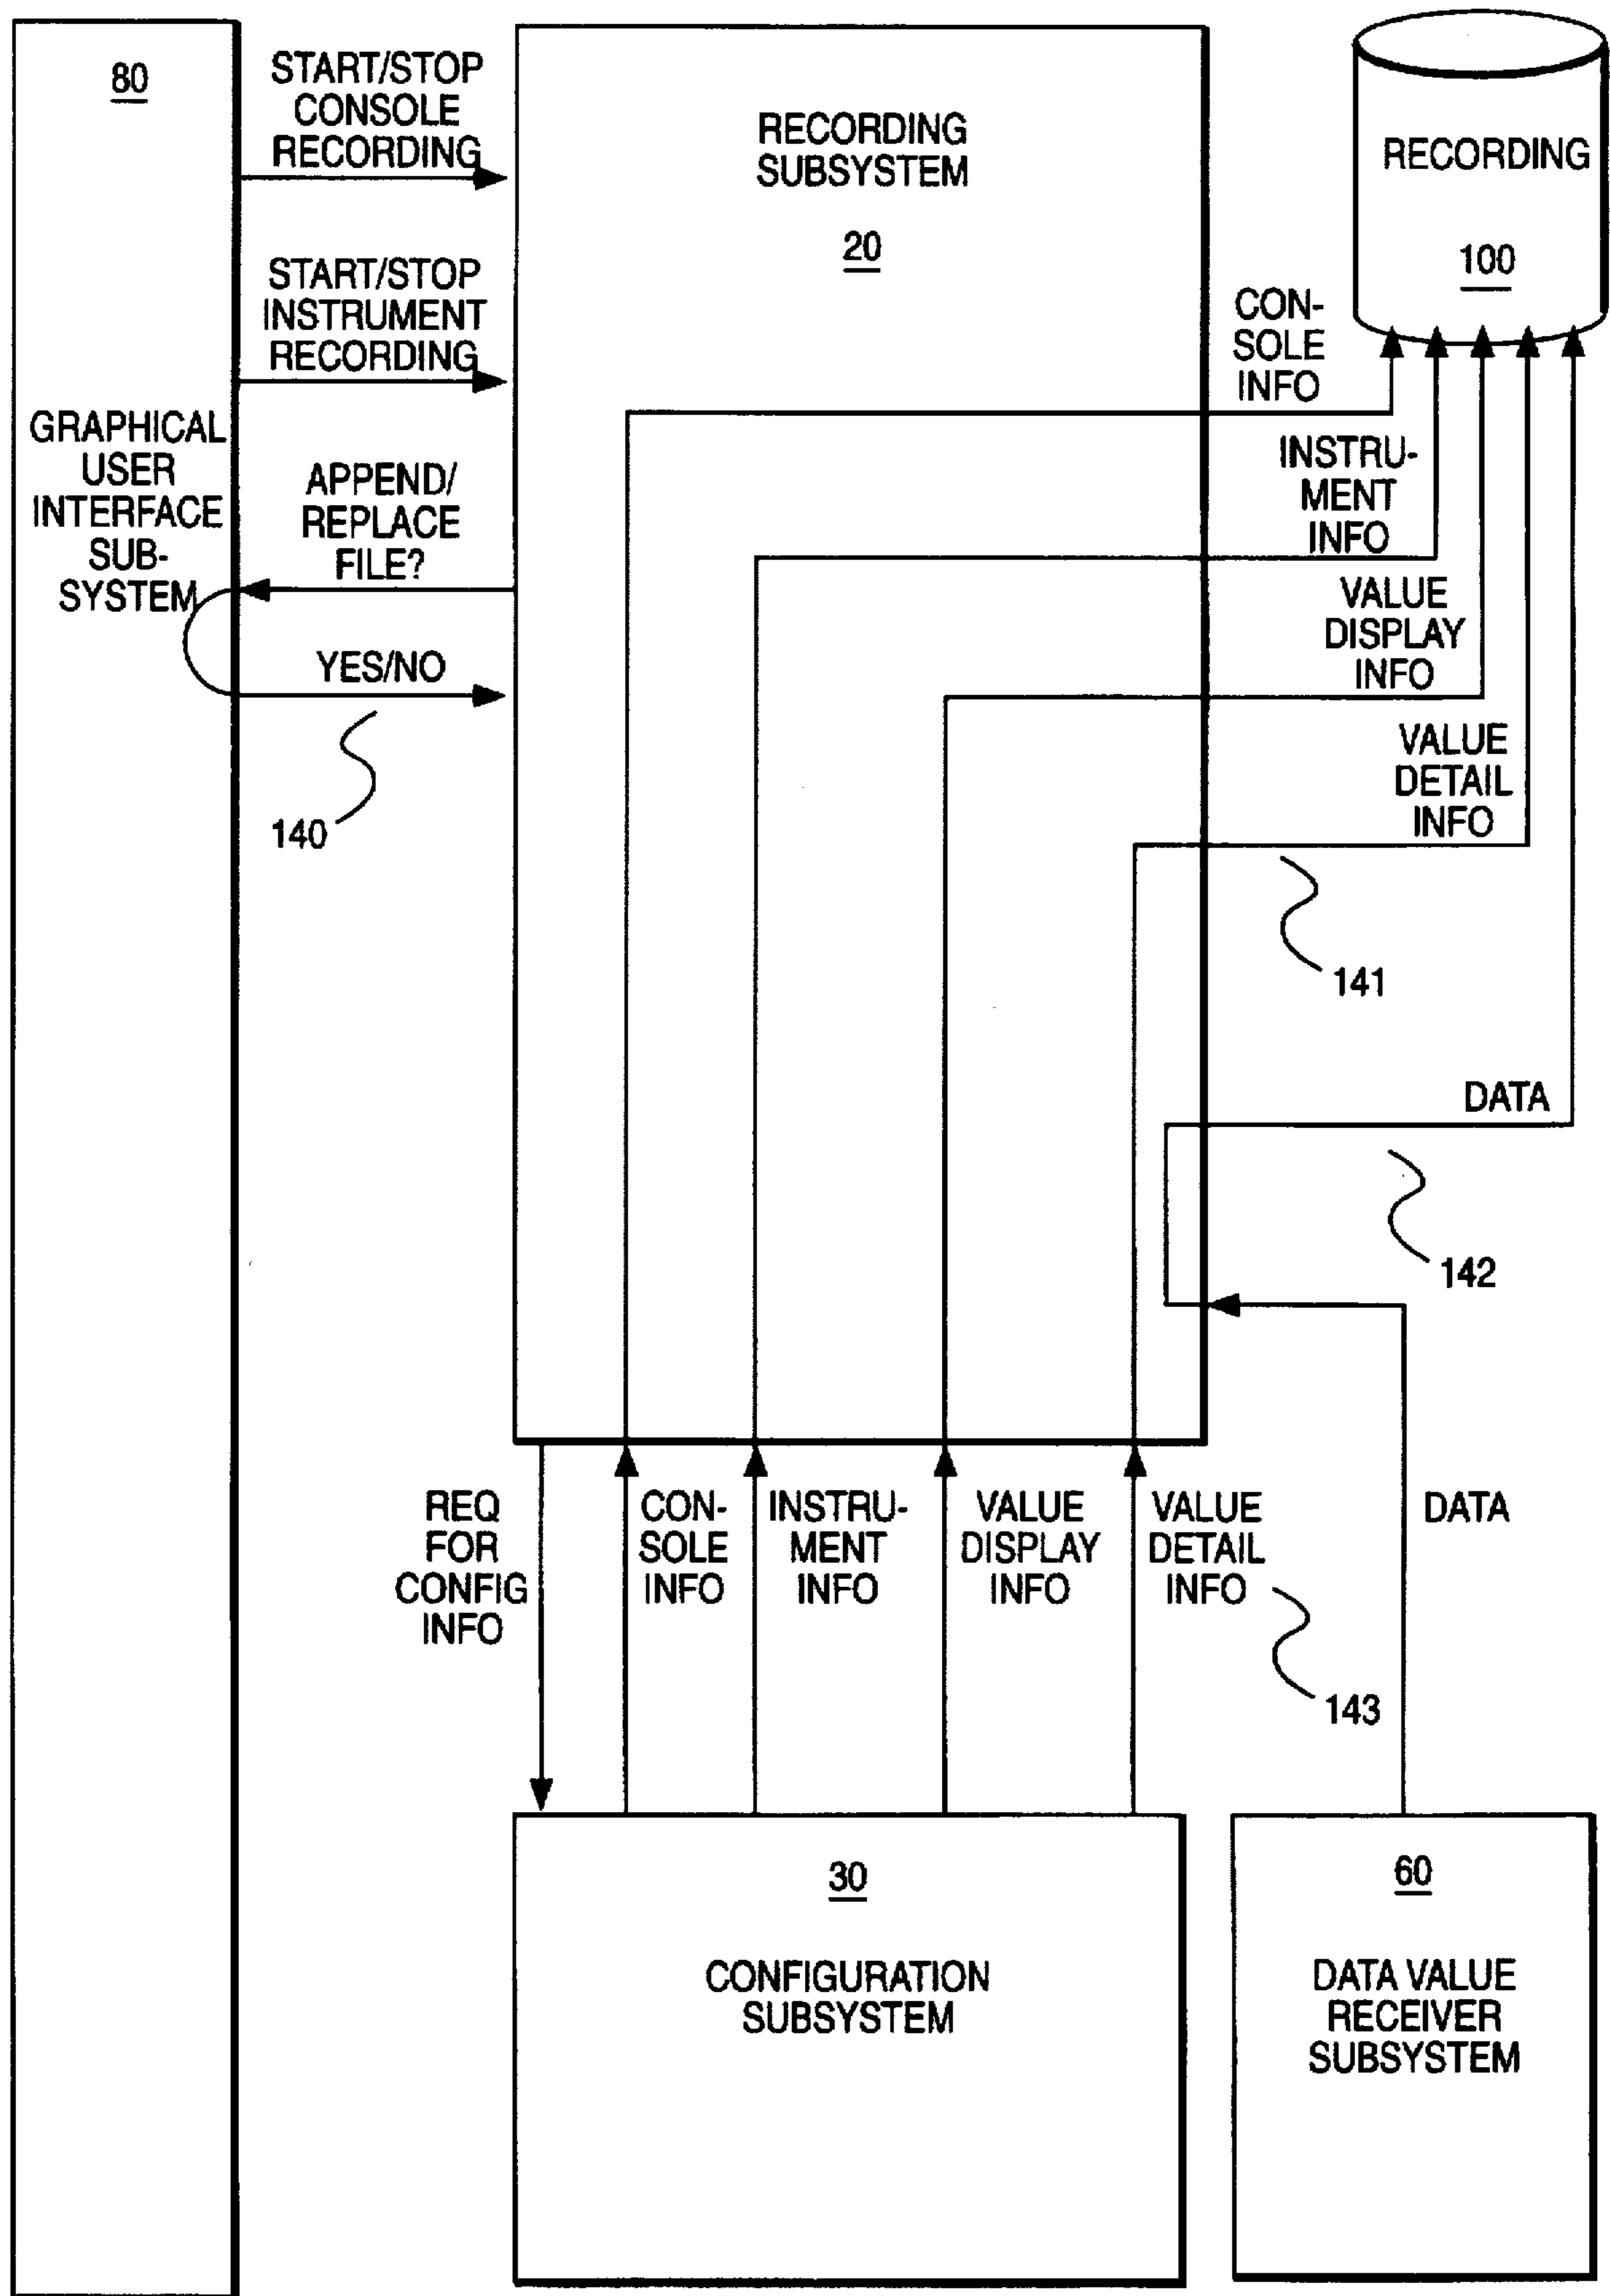 80
GRAPHICAL
USER
INTERFACE
SUB-
SYSTEM
START/STOP
CONSOLE
RECORDING
START/STOP
INSTRUMENT
RECORDING
APPEND/
REPLACE
FILE?
YES/NO
140
RECORDING
SUBSYSTEM
20
RECORDING
100
CON-
SOLE
INFO
INSTRU-
MENT
INFO
VALUE
DISPLAY
INFO
VALUE
DETAIL
INFO
141
DATA
142
REQ
FOR
CONFIG
INFO
CON-
SOLE
INFO
INSTRU-
MENT
INFO
VALUE
DISPLAY
INFO
VALUE
DETAIL
INFO
143
DATA
30
CONFIGURATION
SUBSYSTEM
60
DATA VALUE
RECEIVER
SUBSYSTEM